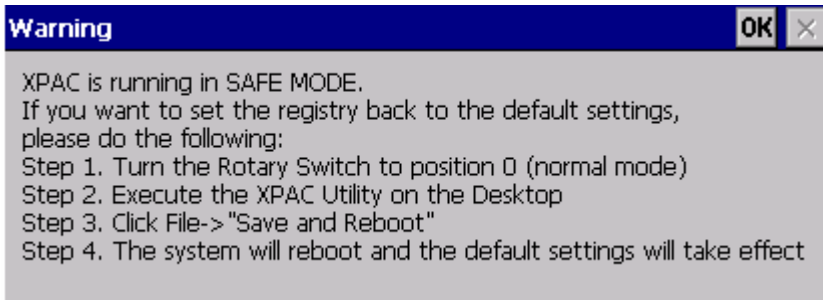 Warning
OK
XPAC is running in SAFE MODE.
If you want to set the registry back to the default settings,
please do the following:
Step 1. Turn the Rotary Switch to position 0 (normal mode)
Step 2. Execute the XPAC Utility on the Desktop
Step 3. Click File->"Save and Reboot"
Step 4. The system will reboot and the default settings will take effect